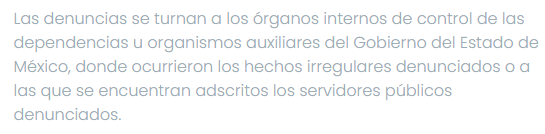 Las denuncias se turnan a los órganos internos de control de las
dependencias u organismos auxiliares del Gobierno del Estado de
México, donde ocurrieron los hechos irregulares denunciados o a
las que se encuentran adscritos los servidores públicos
denunciados.